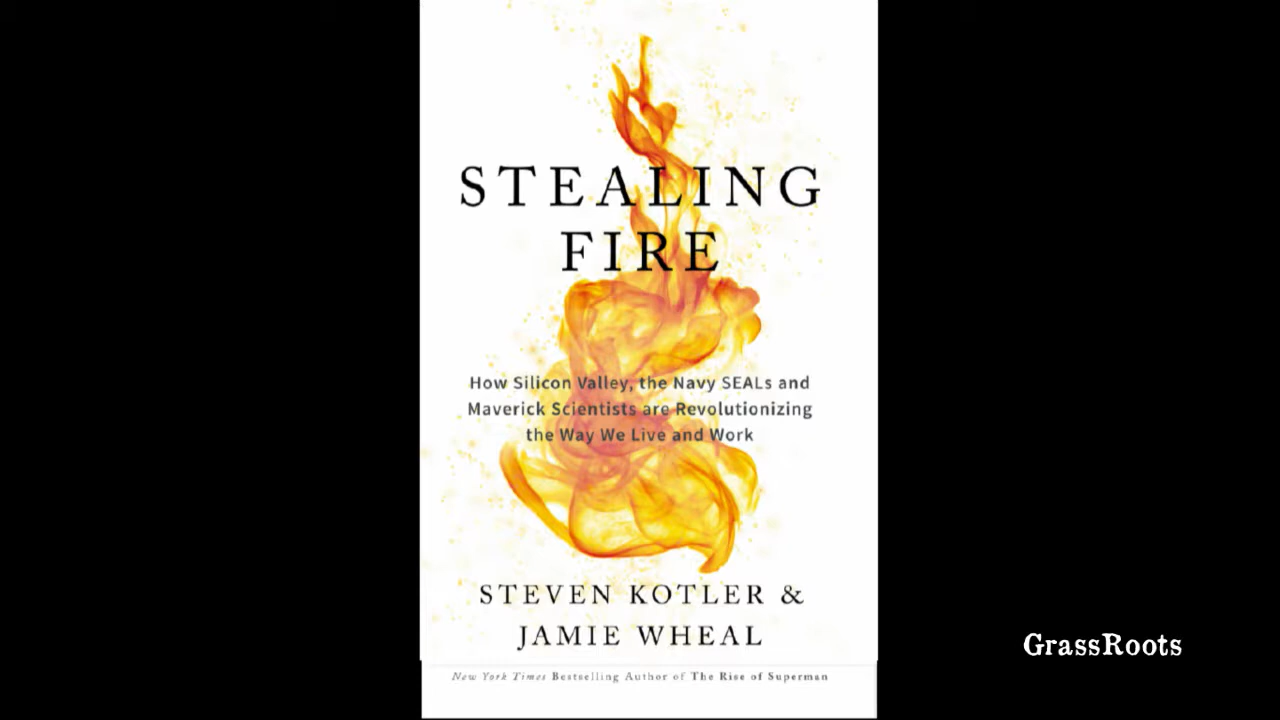 STEALING
FIRE
How Silicon Valley, the Navy SEALs and
Maverick Scientists are Revolutionizing
the Way We Live and Work
STEVEN KOTLER &
JAMIE WHEAL
New York Times Bestselling Author of The Rise of Superman
GrassRoots